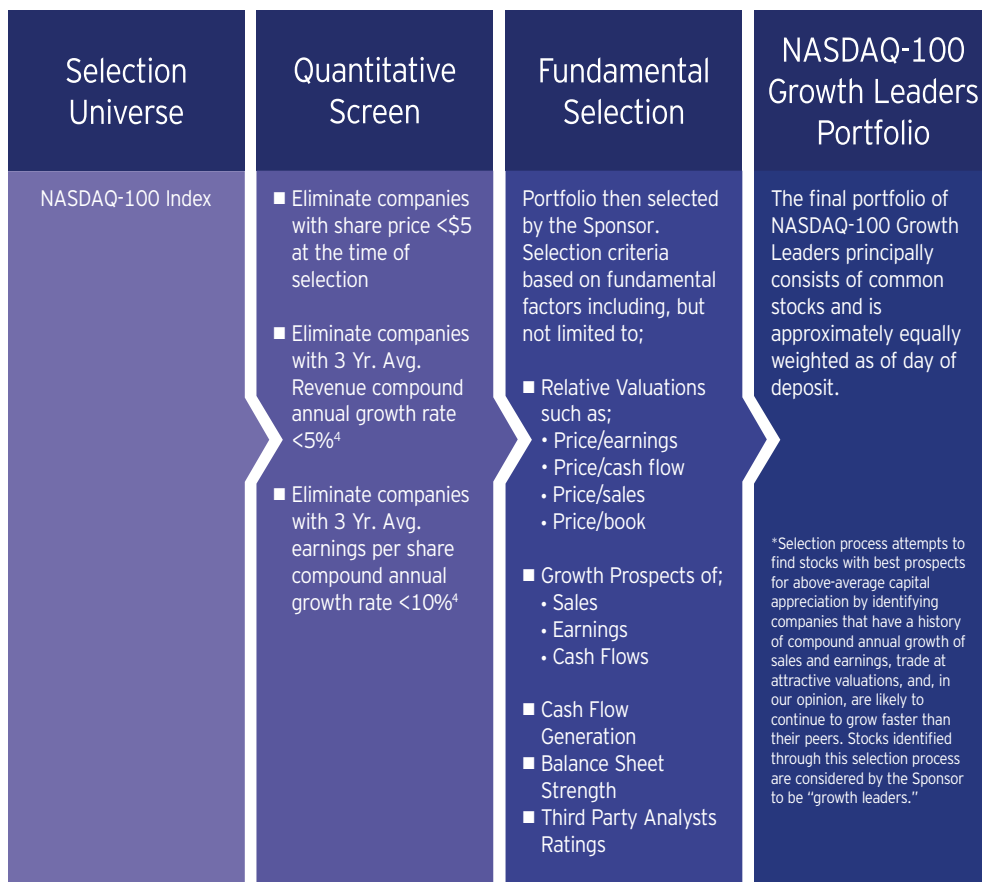 Selection
Universe
NASDAQ-100 Index
Quantitative
Screen
■ Eliminate companies
with share price <$5
at the time of
selection
■ Eliminate companies
with 3 Yr. Avg.
Revenue compound
annual growth rate
<5%⁴
■ Eliminate companies
with 3 Yr. Avg.
earnings per share
compound annual
growth rate <10%⁴
Fundamental
Selection
Portfolio then selected
by the Sponsor.
Selection criteria
based on fundamental
factors including, but
not limited to;
■ Relative Valuations
such as;
• Price/earnings
• Price/cash flow
• Price/sales
• Price/book
■ Growth Prospects of;
• Sales
• Earnings
• Cash Flows
■ Cash Flow
Generation
■ Balance Sheet
Strength
■ Third Party Analysts
Ratings
NASDAQ-100
Growth Leaders
Portfolio
The final portfolio of
NASDAQ-100 Growth
Leaders principally
consists of common
stocks and is
approximately equally
weighted as of day of
deposit.
*Selection process attempts to
find stocks with best prospects
for above-average capital
appreciation by identifying
companies that have a history
of compound annual growth of
sales and earnings, trade at
attractive valuations, and, in
our opinion, are likely to
continue to grow faster than
their peers. Stocks identified
through this selection process
are considered by the Sponsor
to be “growth leaders.”